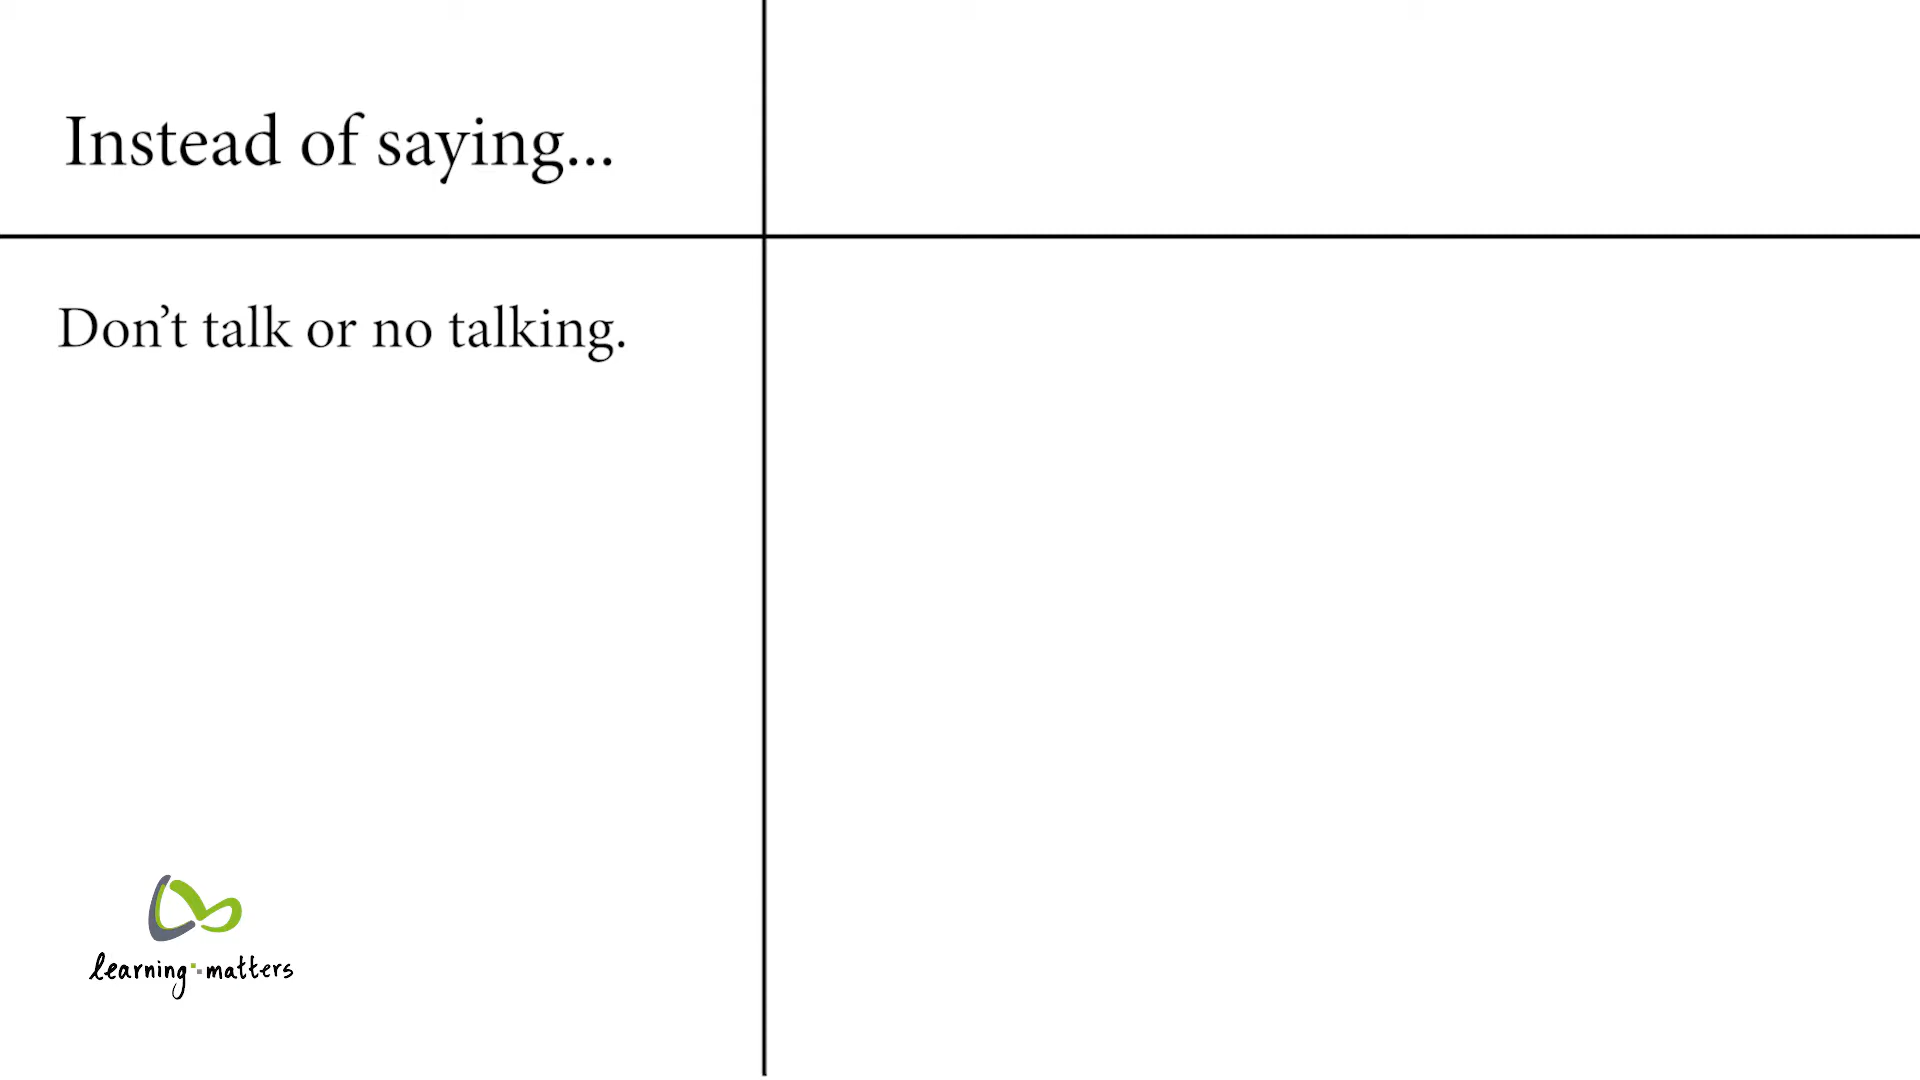 Instead of saying...
Don’t talk or no talking.
learning matters